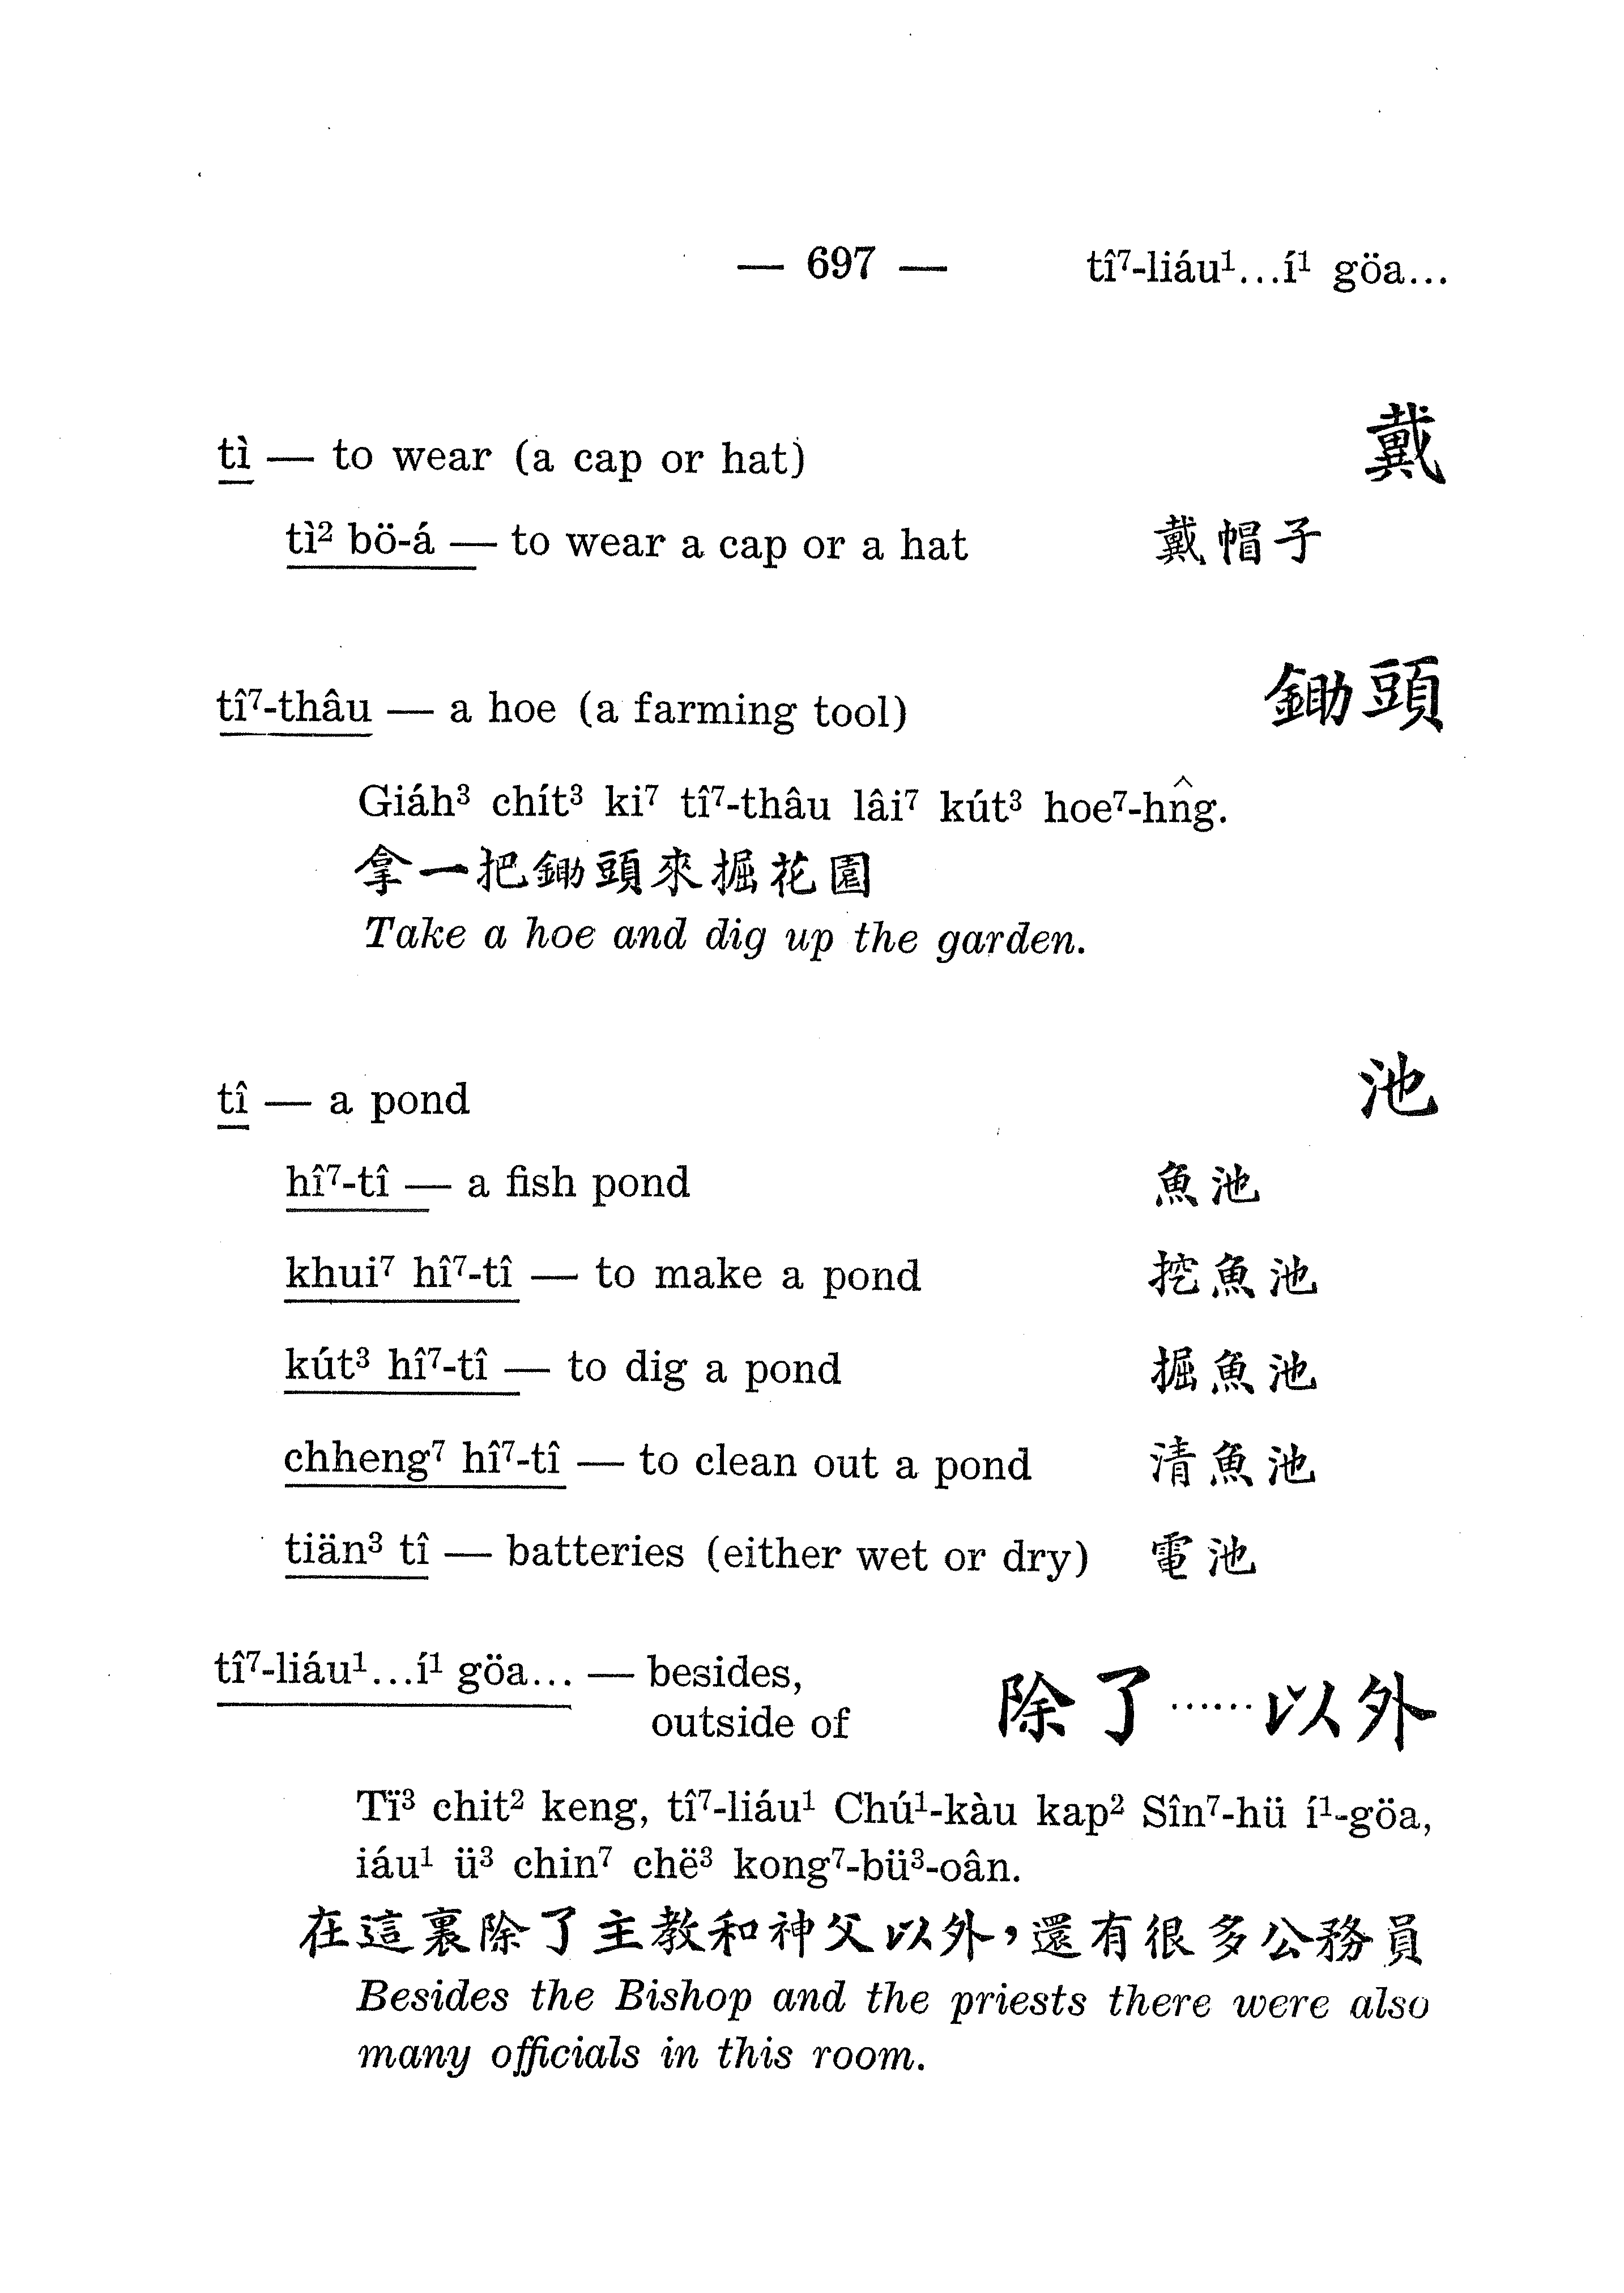 — 697 — tî⁷-liáu¹...í¹ göa...
tì — to wear (a cap or hat) 戴
tì² bö-á — to wear a cap or a hat 戴帽子
tî⁷-thâu — a hoe (a farming tool) 鋤頭
Giáh³ chít³ ki⁷ tî⁷-thâu lâi⁷ kút³ hoe⁷-hn̂g.
拿一把鋤頭來掘花園
Take a hoe and dig up the garden.
tî — a pond 池
hî⁷-tî — a fish pond 魚池
khui⁷ hî⁷-tî — to make a pond 挖魚池
kút³ hî⁷-tî — to dig a pond 掘魚池
chheng⁷ hî⁷-tî — to clean out a pond 清魚池
tiän³ tî — batteries (either wet or dry) 電池
tî⁷-liáu¹...í¹ göa... — besides,
outside of 除了……以外
Tï³ chit² keng, tî⁷-liáu¹ Chú¹-kàu kap² Sîn⁷-hü í¹-göa,
iáu¹ ü³ chin⁷ chë³ kong⁷-bü³-oân.
在這裏除了主教和神父以外，還有很多公務員
Besides the Bishop and the priests there were also
many officials in this room.